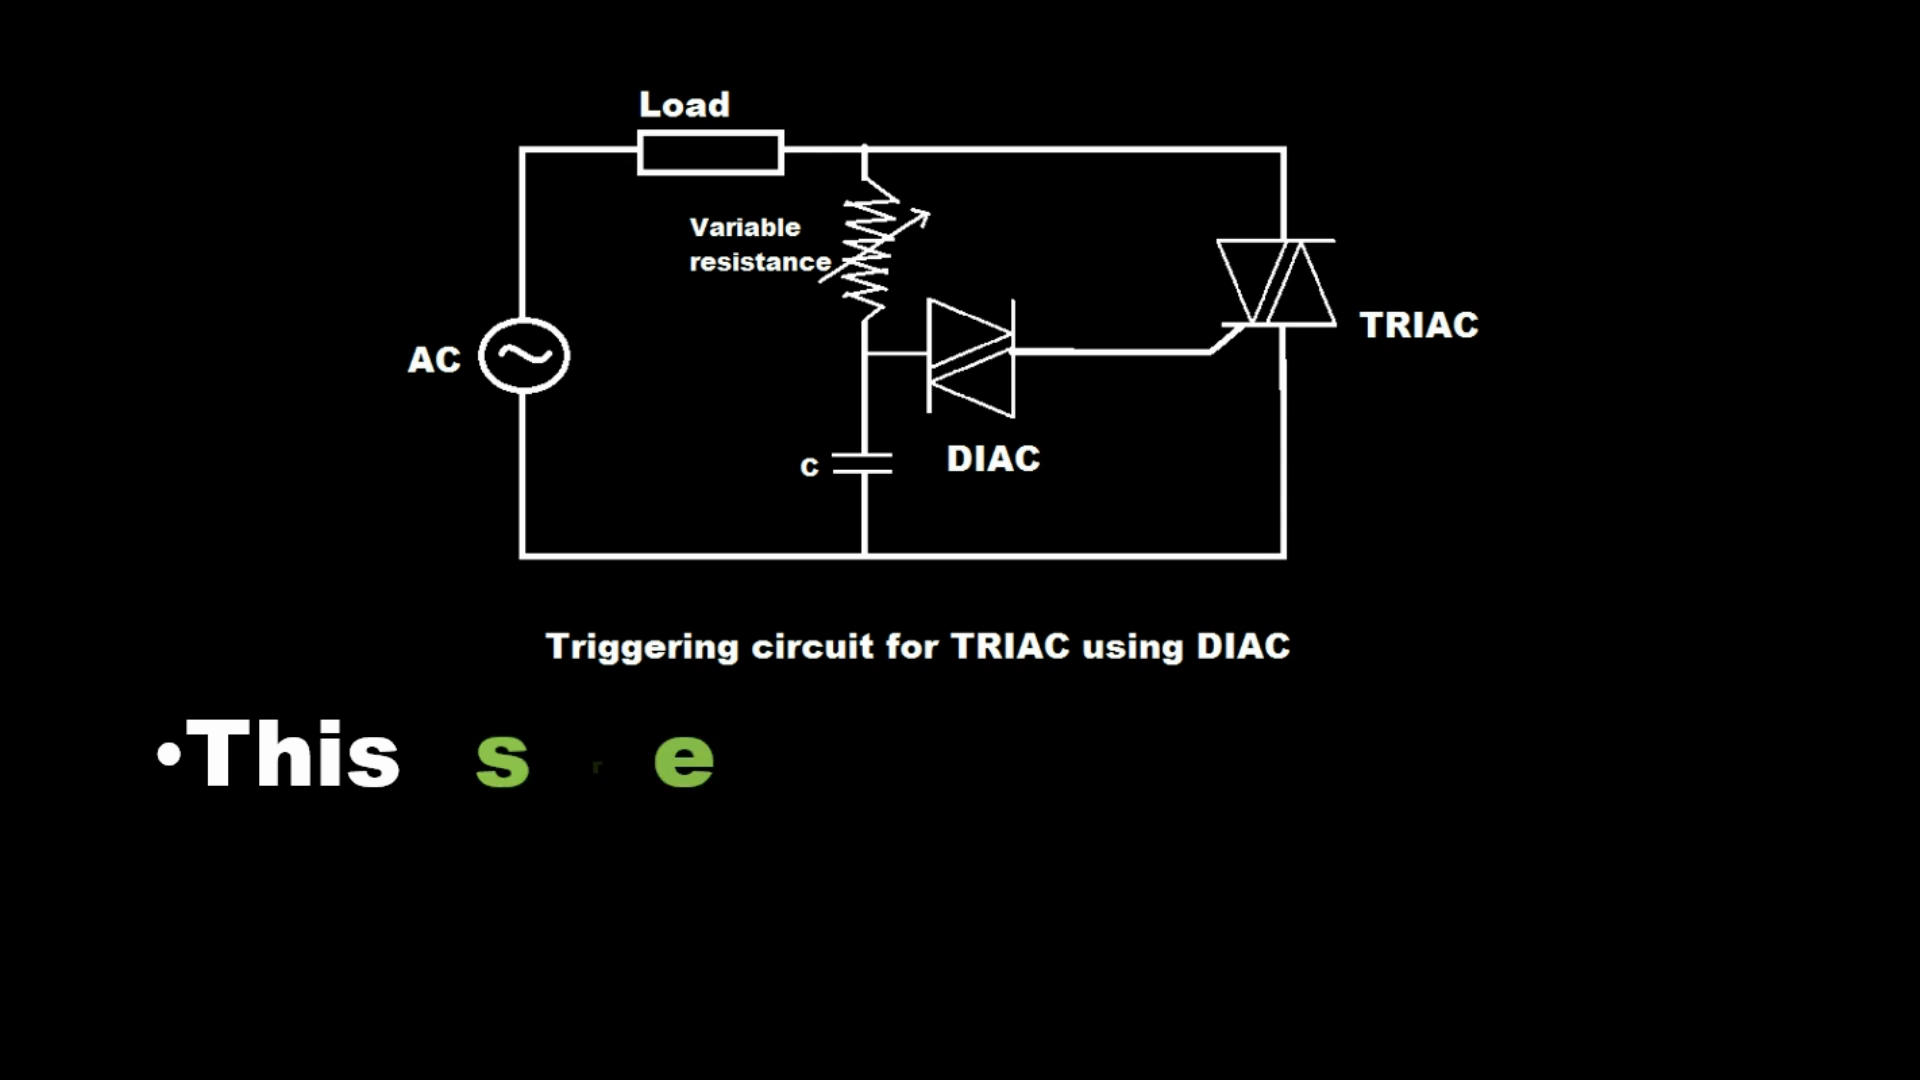 Load
Variable
resistance
AC
TRIAC
DIAC
C
Triggering circuit for TRIAC using DIAC
•This s r e